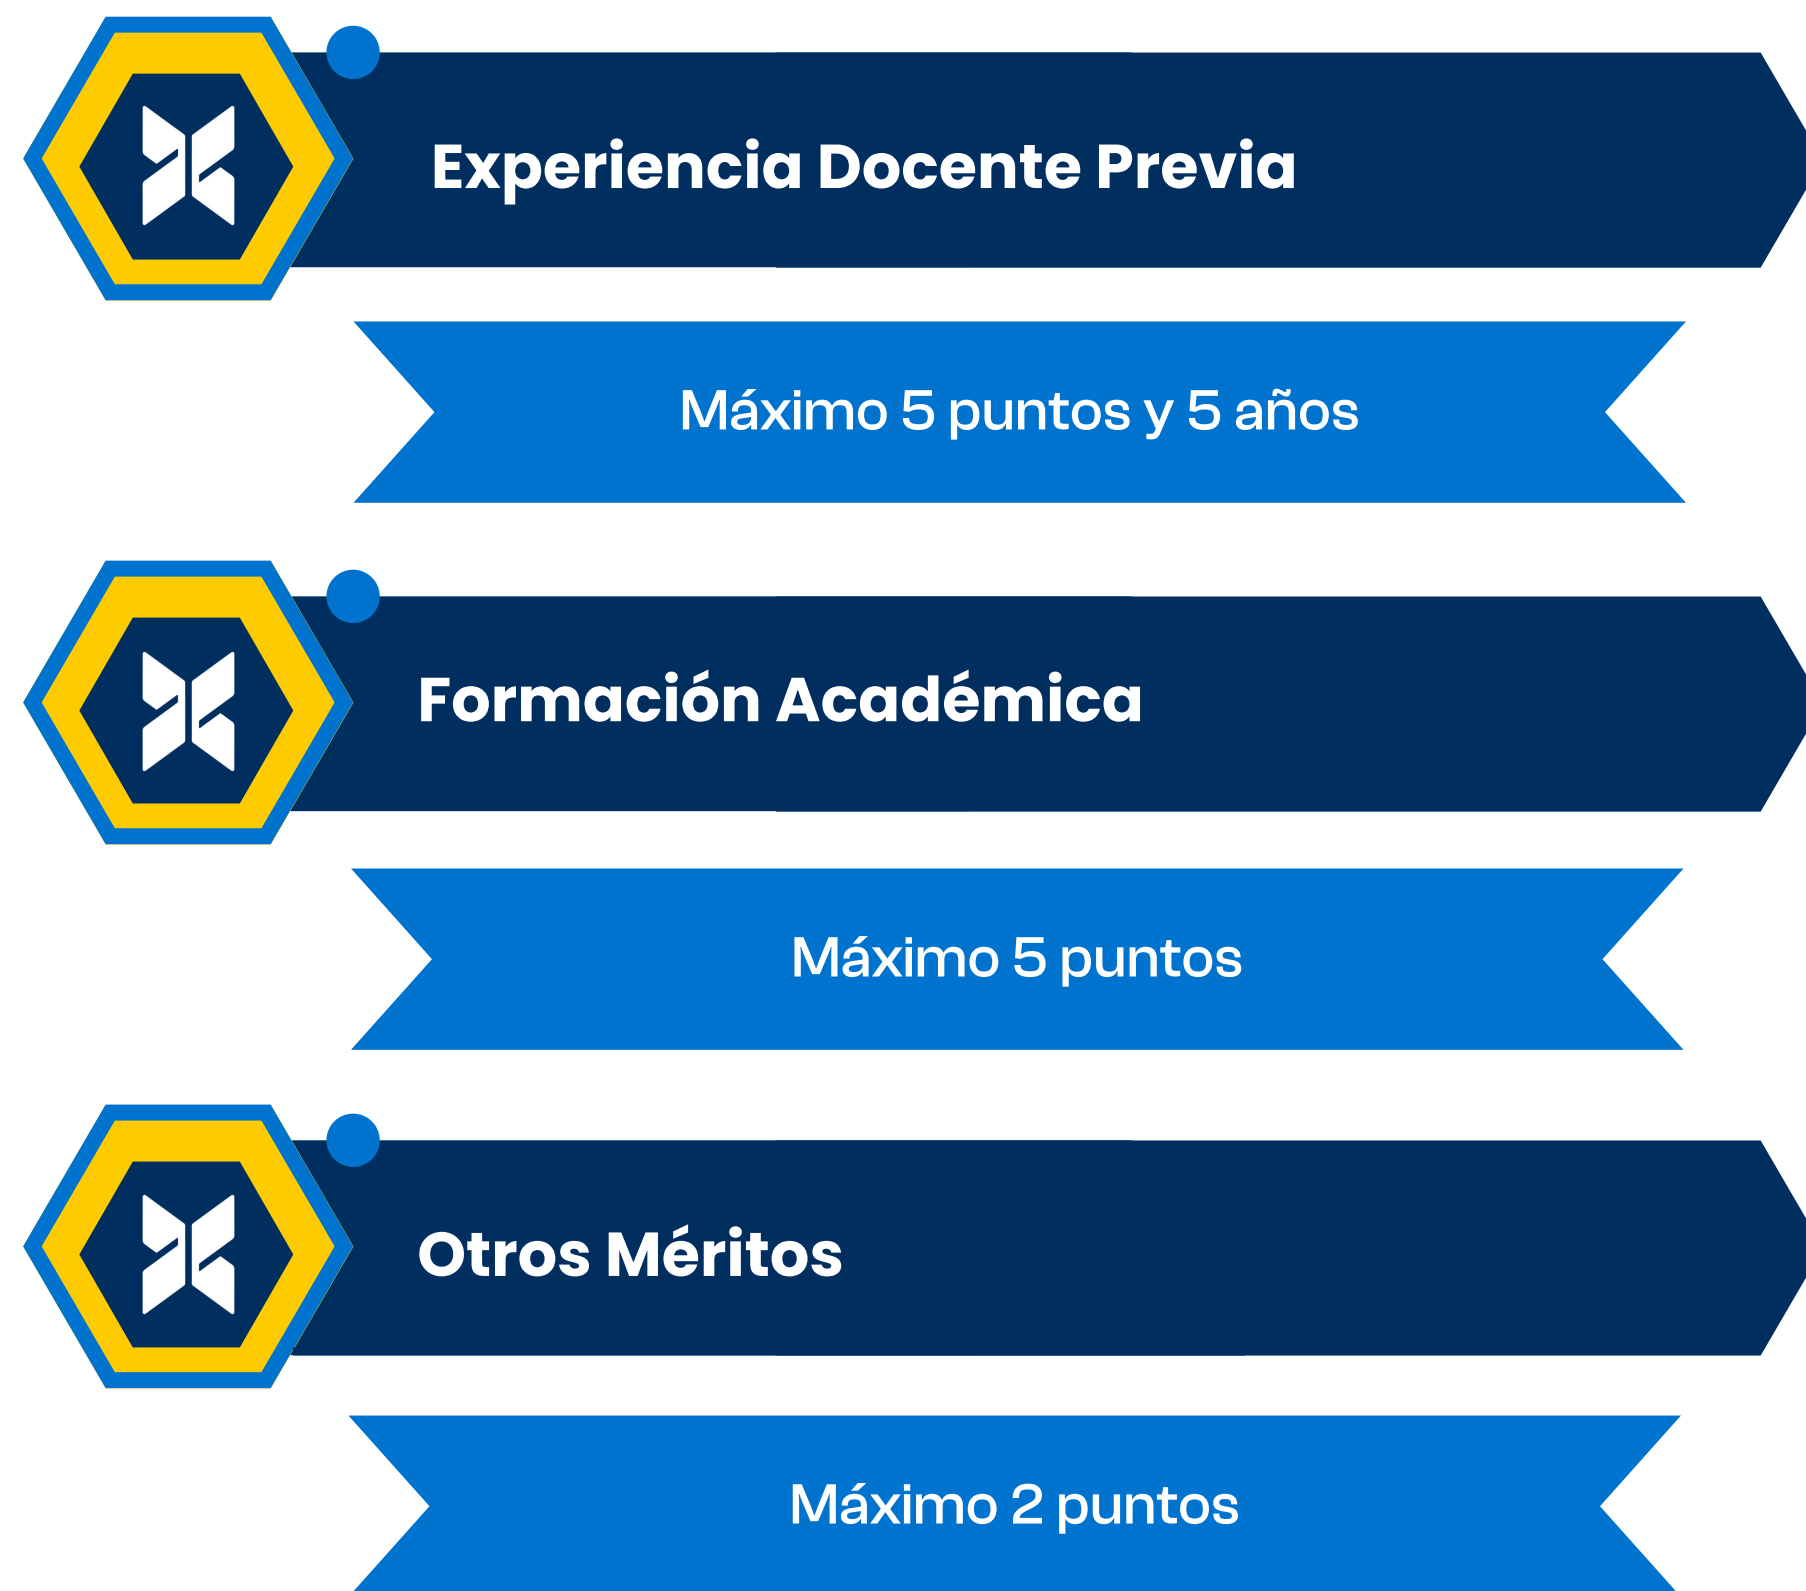 Experiencia Docente Previa
Máximo 5 puntos y 5 años
Formación Académica
Máximo 5 puntos
Otros Méritos
Máximo 2 puntos